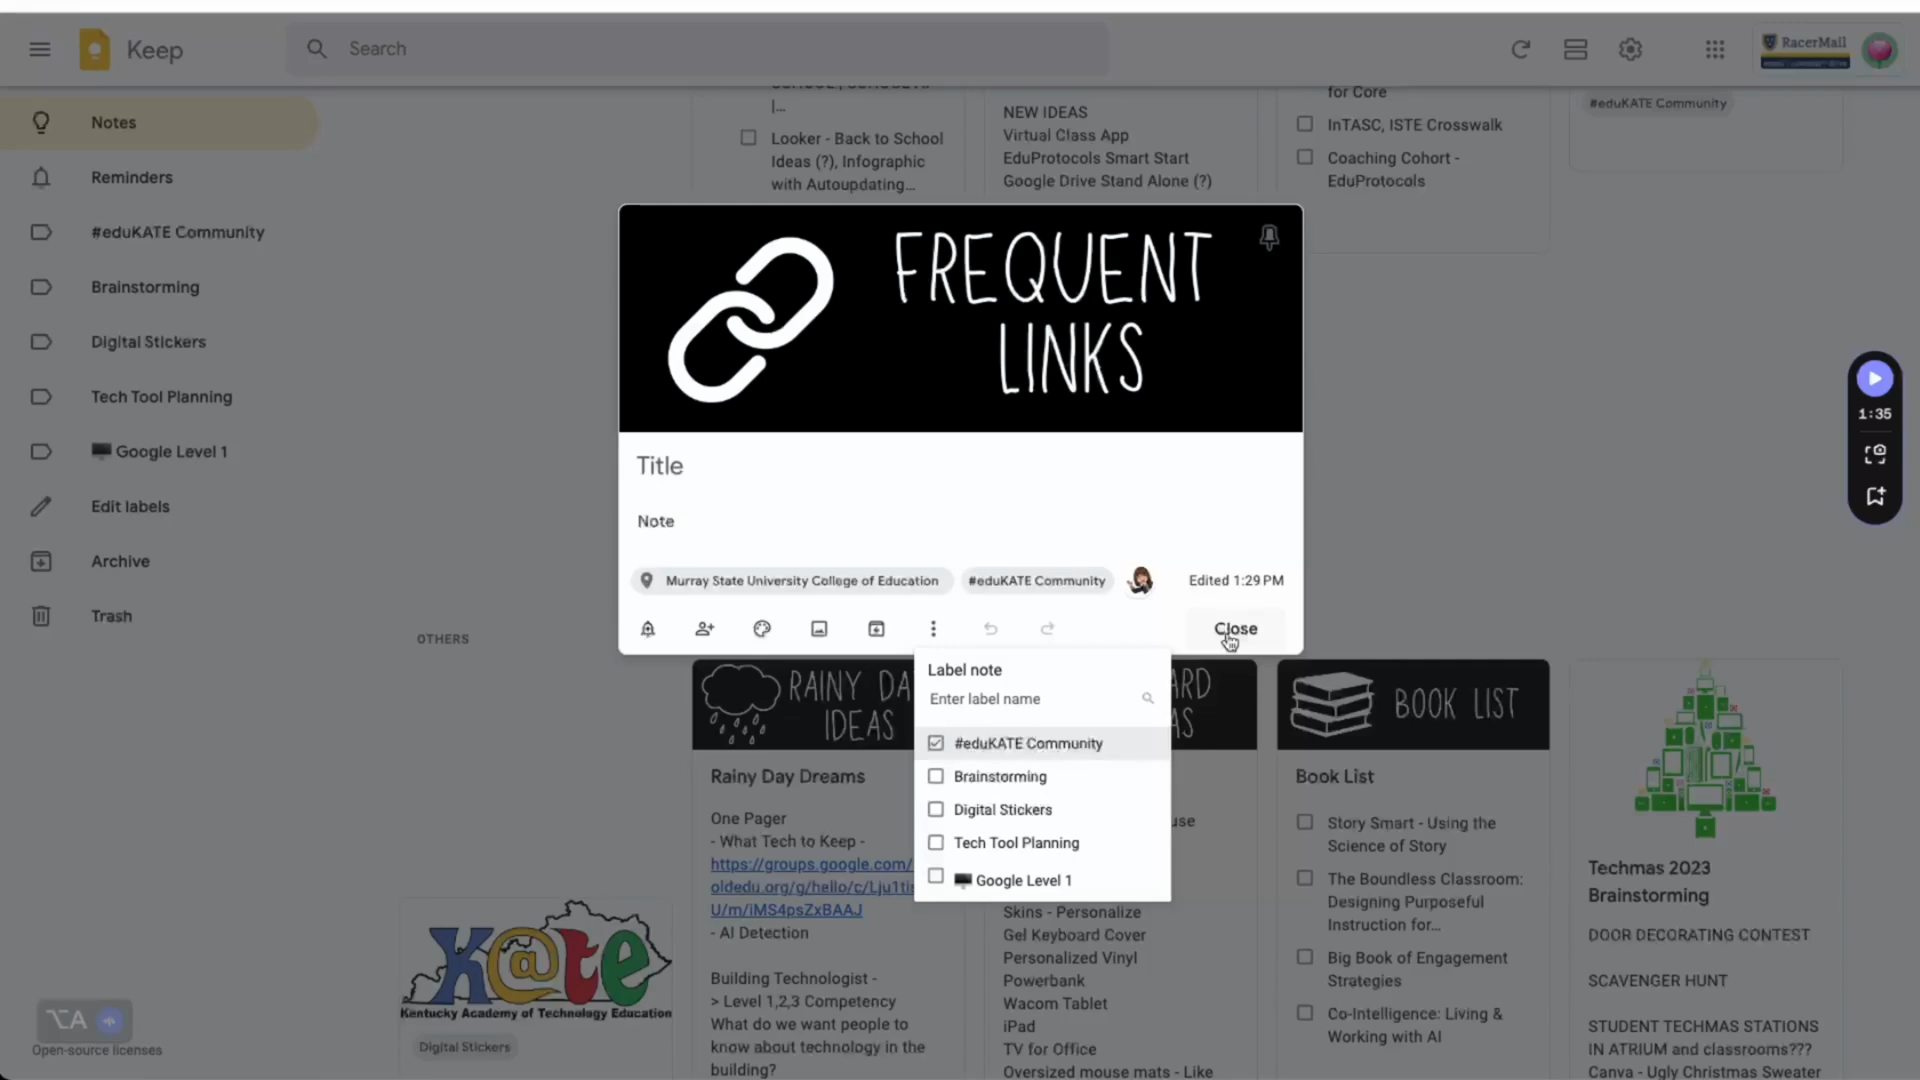 Keep
Search
RacerMail
Notes
Reminders
#eduKATE Community
Brainstorming
Digital Stickers
Tech Tool Planning
Google Level 1
Edit labels
Archive
Trash
Open-source licenses
|...
Looker - Back to School
Ideas (?), Infographic
with Autoupdating...
NEW IDEAS
Virtual Class App
EduProtocols Smart Start
Google Drive Stand Alone (?)
for Core
InTASC, ISTE Crosswalk
Coaching Cohort -
EduProtocols
#eduKATE Community
FREQUENT
LINKS
Title
Note
Murray State University College of Education
#eduKATE Community
Edited 1:29 PM
Close
Label note
Enter label name
#eduKATE Community
Brainstorming
Digital Stickers
Tech Tool Planning
Google Level 1
1:35
OTHERS
K@te
Kentucky Academy of Technology Education
Digital Stickers
RAINY DA
IDEAS
Rainy Day Dreams
One Pager
- What Tech to Keep -
https://groups.google.com/
- AI Detection
Building Technologist -
> Level 1,2,3 Competency
What do we want people to
know about technology in the
building?
ARD
AS
use
Skins - Personalize
Gel Keyboard Cover
Personalized Vinyl
Powerbank
Wacom Tablet
iPad
TV for Office
Oversized mouse mats - Like
BOOK LIST
Book List
Story Smart - Using the
Science of Story
The Boundless Classroom:
Designing Purposeful
Instruction for...
Big Book of Engagement
Strategies
Co-Intelligence: Living &
Working with AI
Techmas 2023
Brainstorming
DOOR DECORATING CONTEST
SCAVENGER HUNT
STUDENT TECHMAS STATIONS
IN ATRIUM and classrooms???
Canva - Ugly Christmas Sweater